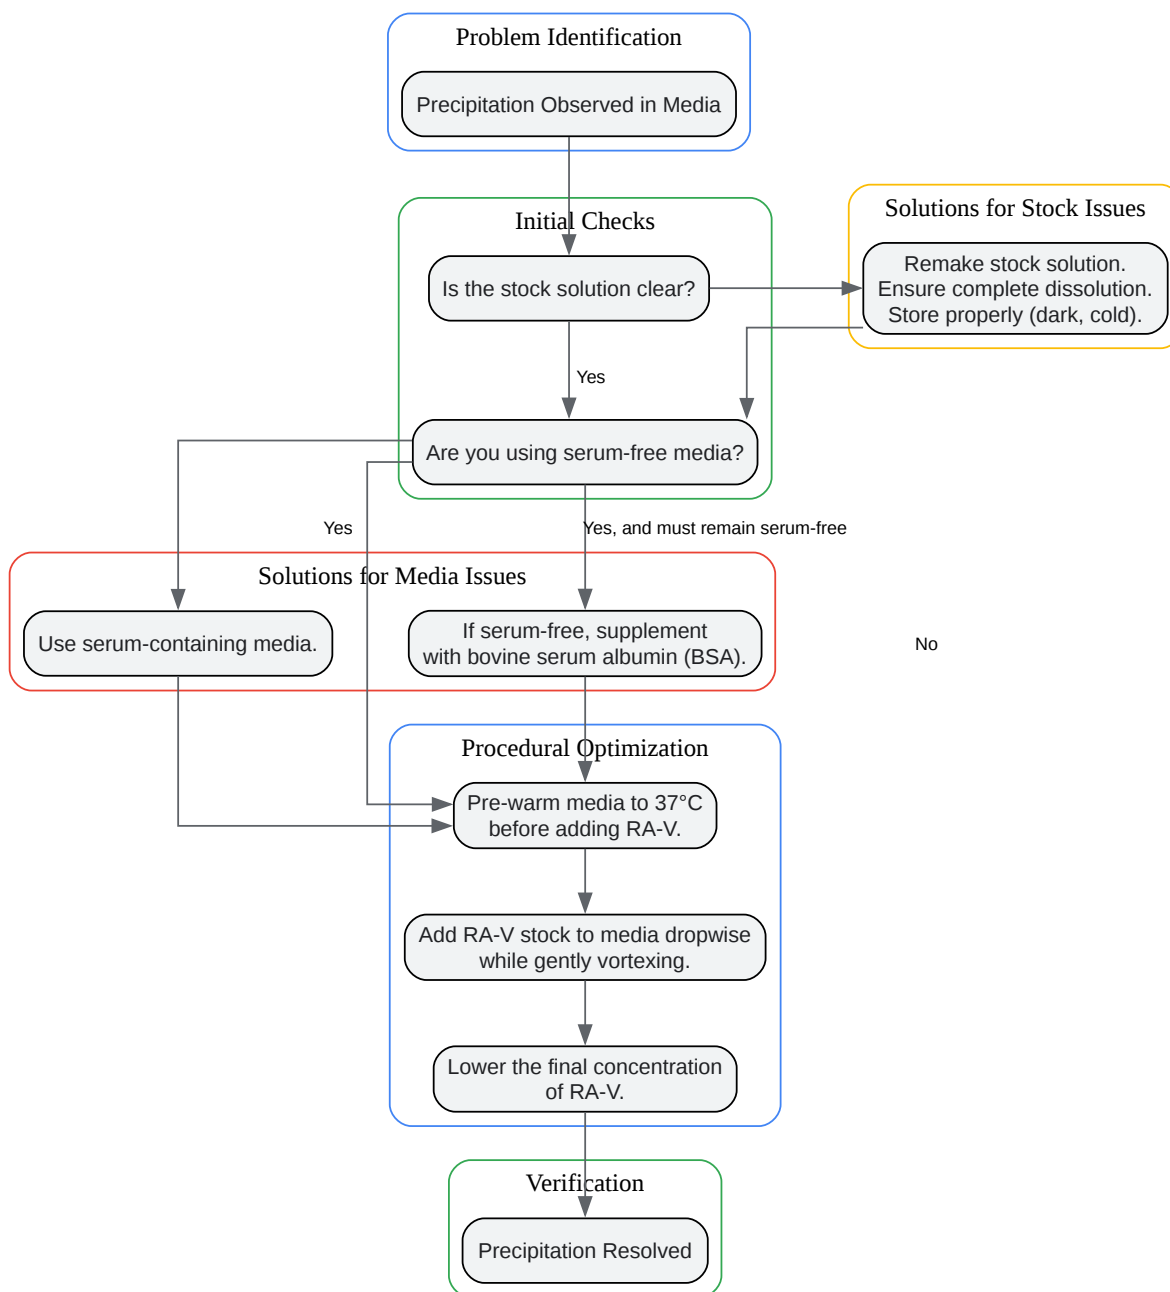 Problem Identification
Precipitation Observed in Media
Initial Checks
Is the stock solution clear?
Solutions for Stock Issues
Remake stock solution.
Ensure complete dissolution.
Store properly (dark, cold).
Yes
Are you using serum-free media?
Yes
Yes, and must remain serum-free
Solutions for Media Issues
Use serum-containing media.
If serum-free, supplement
with bovine serum albumin (BSA).
No
Procedural Optimization
Pre-warm media to 37°C
before adding RA-V.
Add RA-V stock to media dropwise
while gently vortexing.
Lower the final concentration
of RA-V.
Verification
Precipitation Resolved